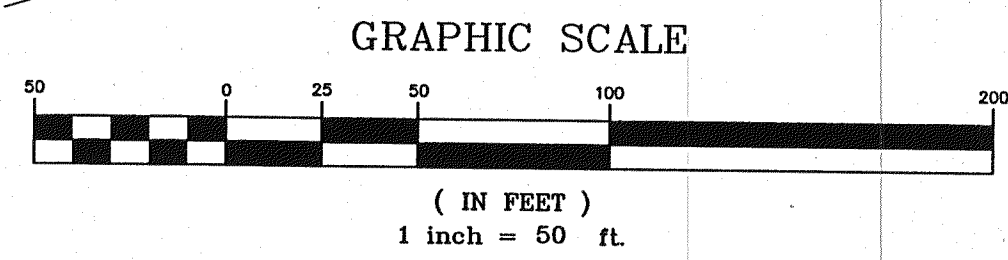 GRAPHIC SCALE
50 0 25 50 100 200
( IN FEET )
1 inch = 50 ft.